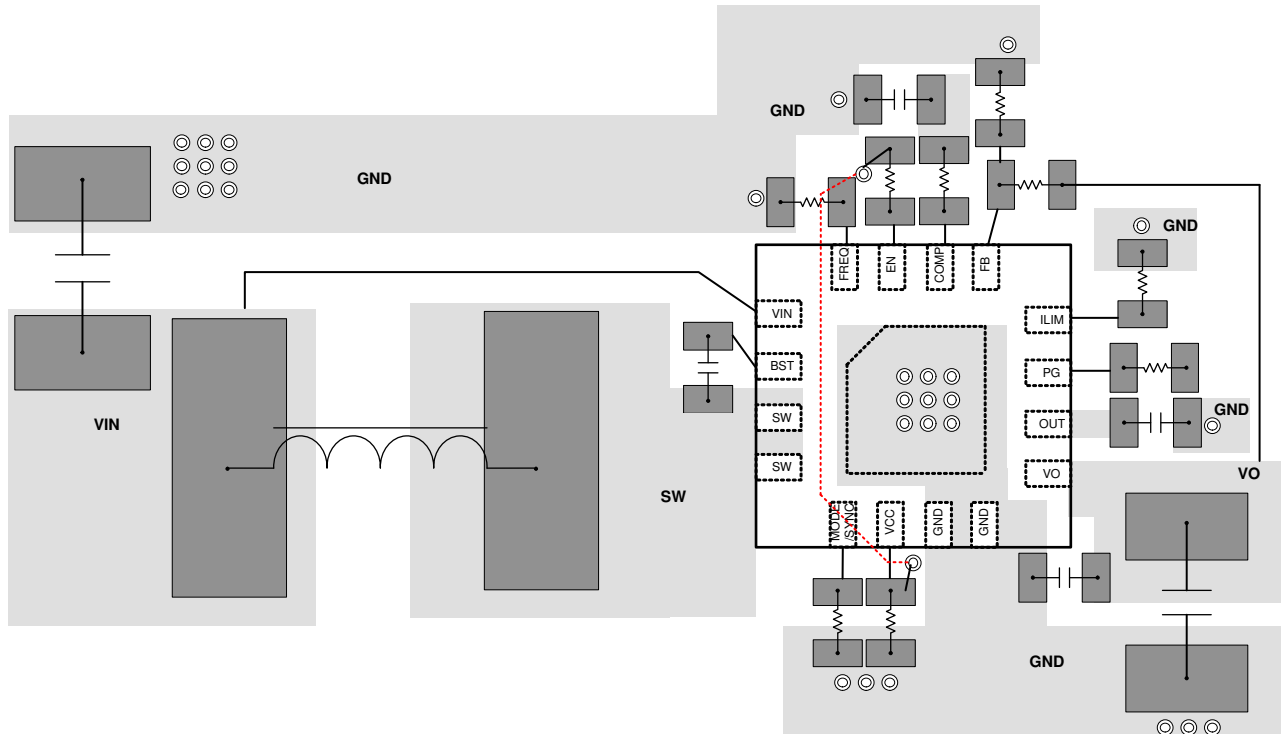 GND
GND
GND
FREQ
EN
COMP
FB
VIN
ILIM
BST
PG
VIN
SW
OUT
GND
SW
SW
VO
VO
MODE
/SYNC
VCC
GND
GND
GND